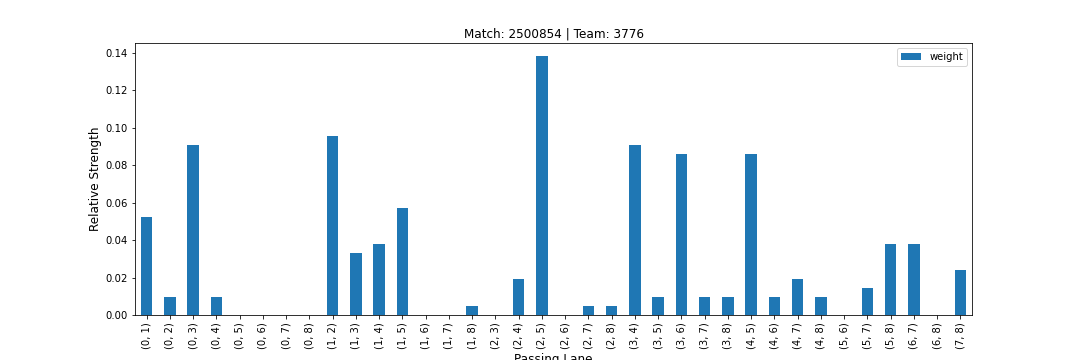 Match: 2500854 | Team: 3776
weight
Relative Strength
0.14
0.12
0.10
0.08
0.06
0.04
0.02
0.00
(0, 1) (0, 2) (0, 3) (0, 4) (0, 5) (0, 6) (0, 7) (0, 8) (1, 2) (1, 3) (1, 4) (1, 5) (1, 6) (1, 7) (1, 8) (2, 3) (2, 4) (2, 5) (2, 6) (2, 7) (2, 8) (3, 4) (3, 5) (3, 6) (3, 7) (3, 8) (4, 5) (4, 6) (4, 7) (4, 8) (5, 6) (5, 7) (5, 8) (6, 7) (6, 8) (7, 8)
Passing Lane